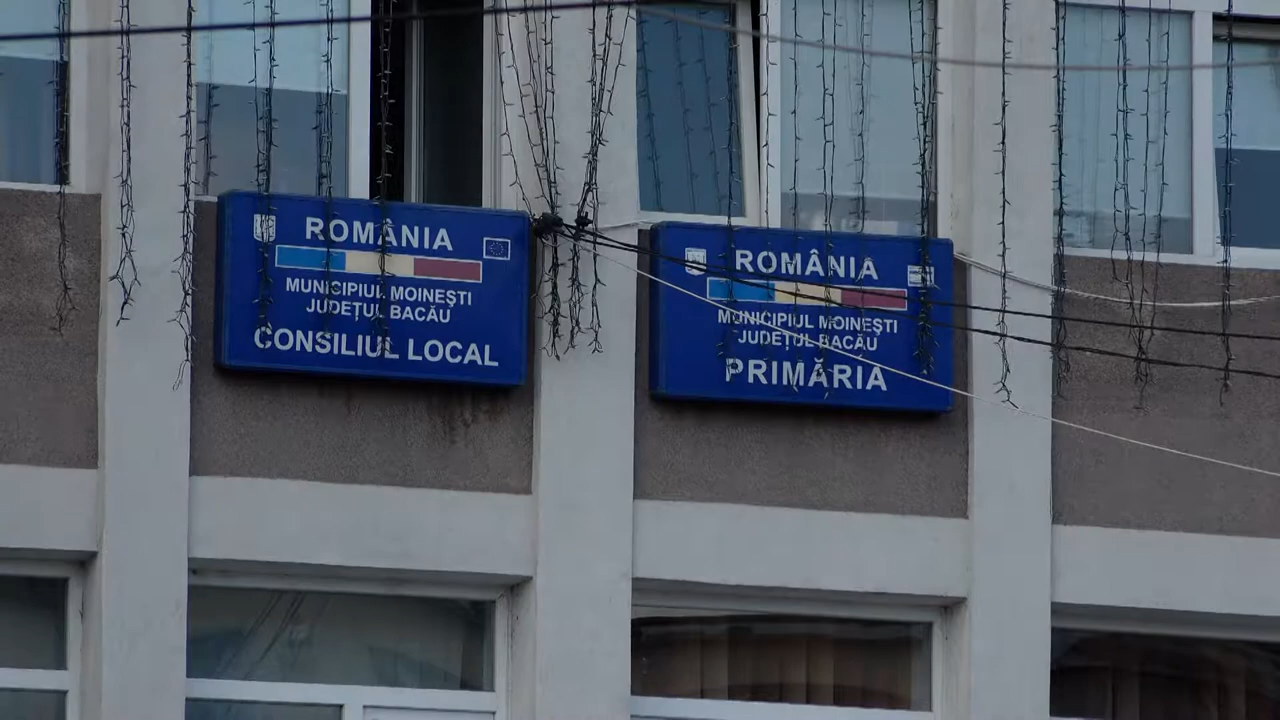 ROMÂNIA
MUNICIPIUL MOINEȘTI
JUDEȚUL BACĂU
CONSILIUL LOCAL
ROMÂNIA
MUNICIPIUL MOINEȘTI
JUDEȚUL BACĂU
PRIMĂRIA